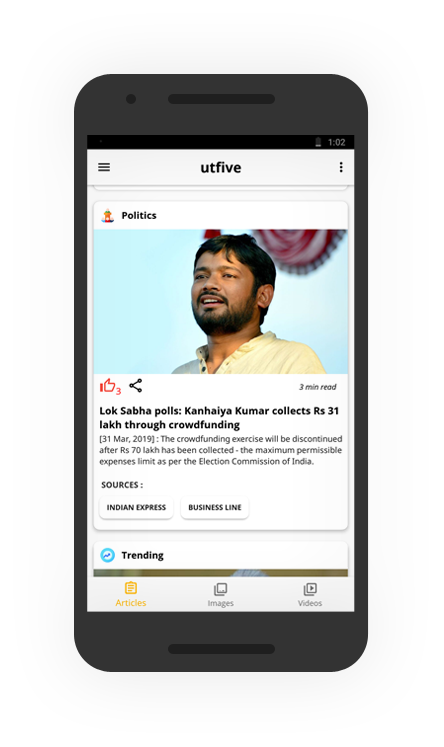 1:02
utfive
Politics
3
3 min read
Lok Sabha polls: Kanhaiya Kumar collects Rs 31
lakh through crowdfunding
[31 Mar, 2019] : The crowdfunding exercise will be discontinued
after Rs 70 lakh has been collected - the maximum permissible
expenses limit as per the Election Commission of India.
SOURCES :
INDIAN EXPRESS BUSINESS LINE
Trending
Articles Images Videos